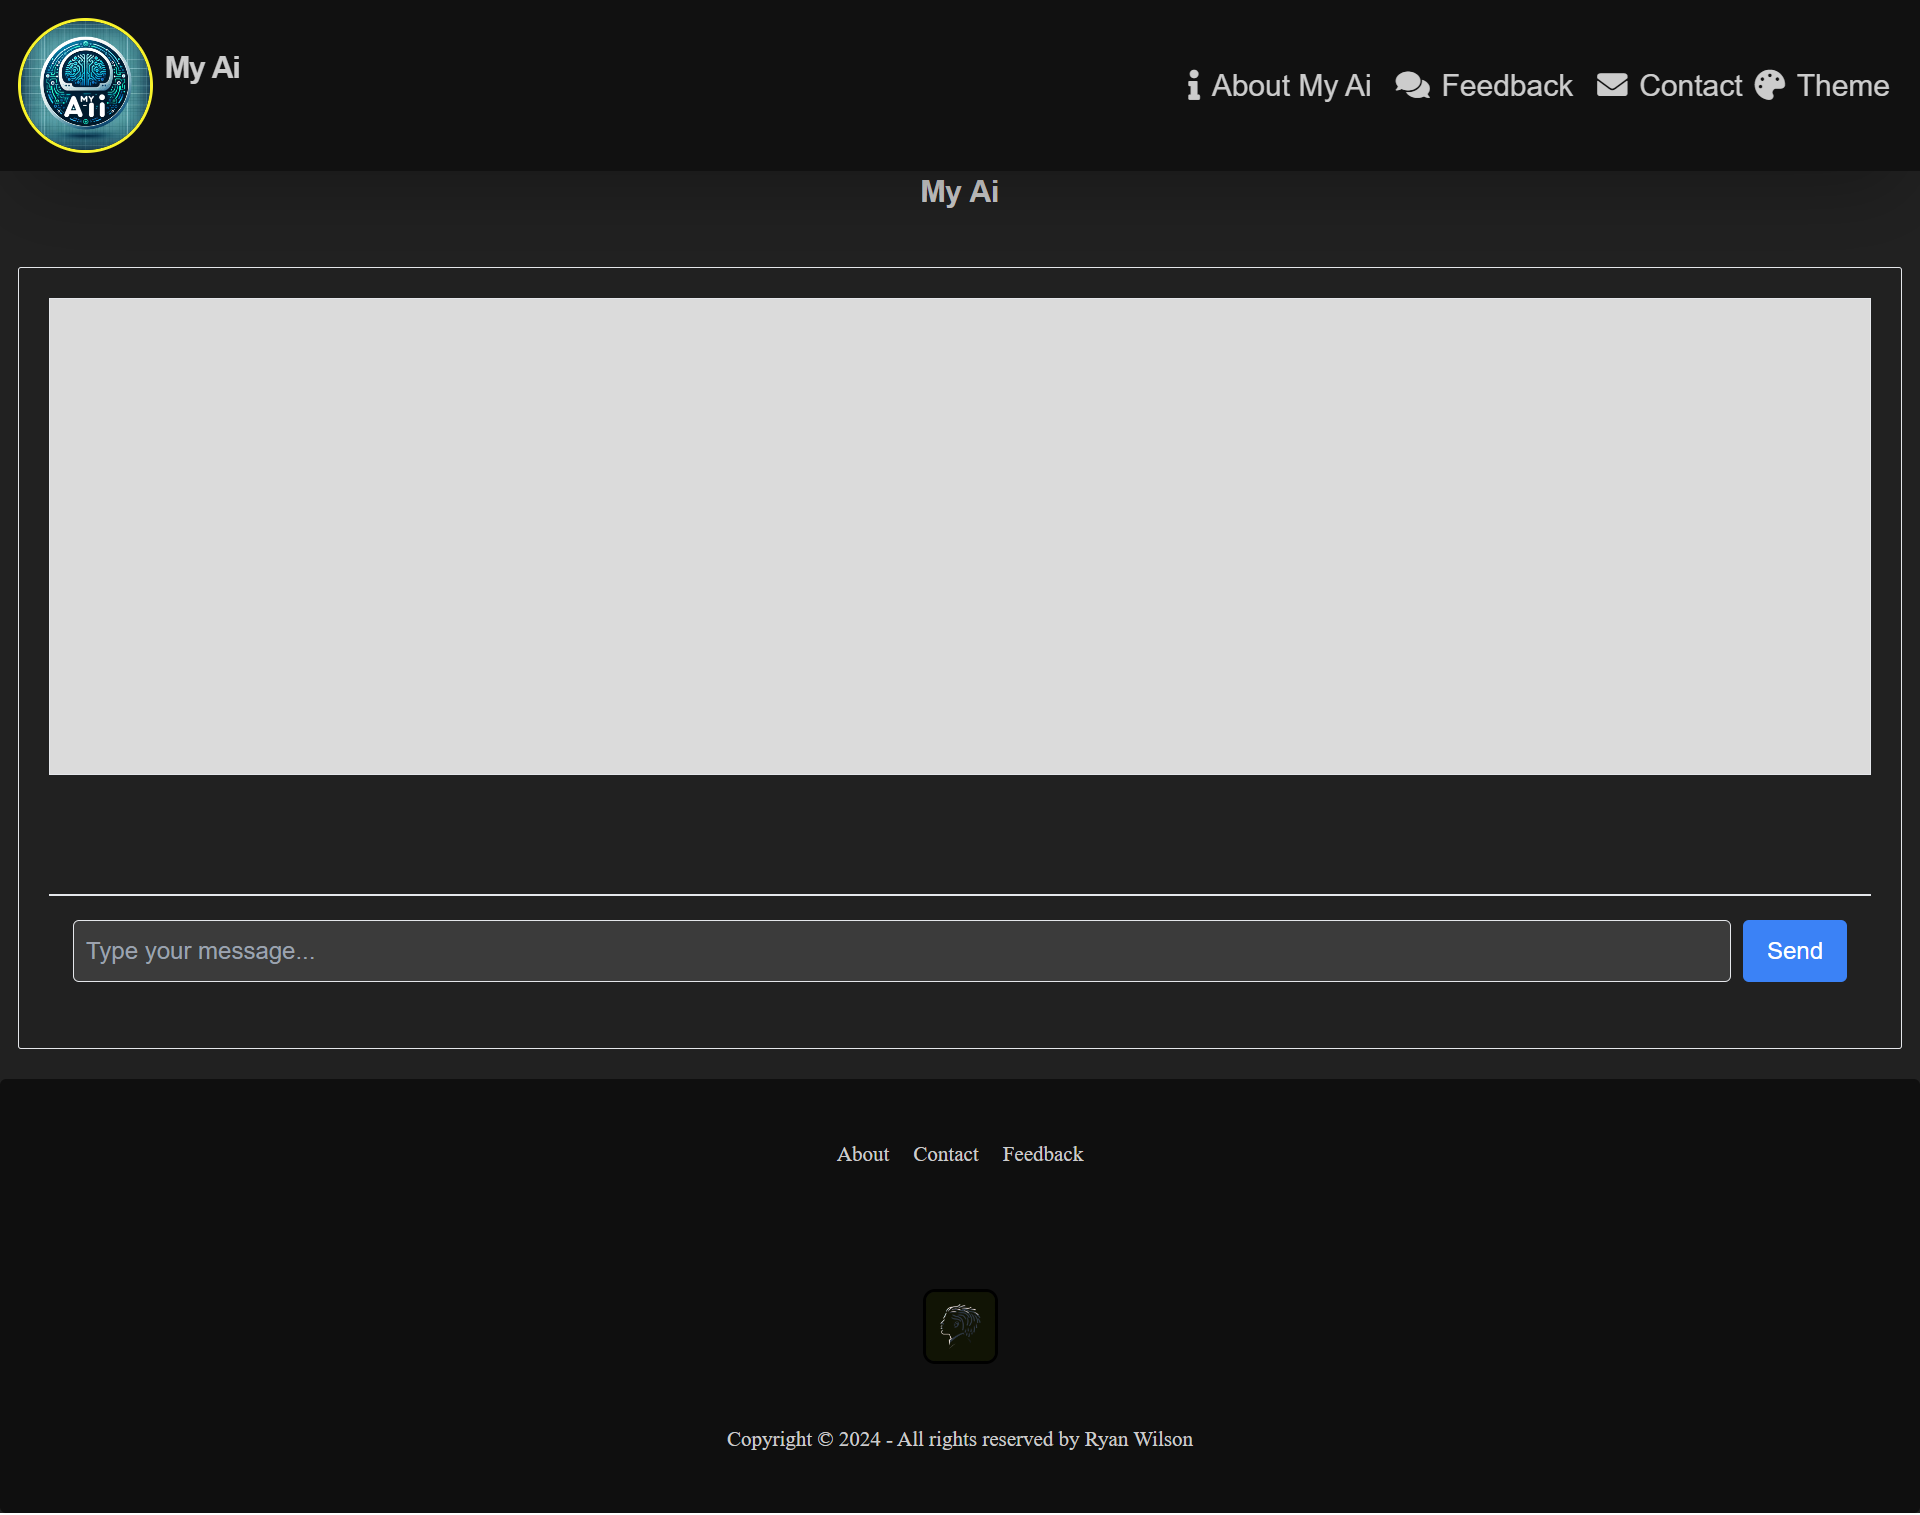 MY
Aii
My Ai
About My Ai
Feedback
Contact
Theme
My Ai
Type your message...
Send
About
Contact
Feedback
Copyright © 2024 - All rights reserved by Ryan Wilson